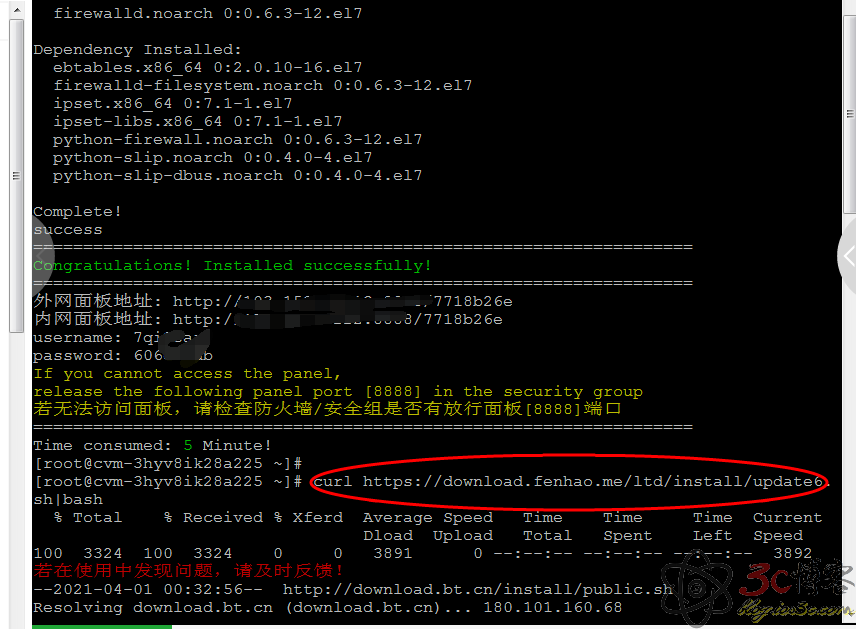 firewalld.noarch 0:0.6.3-12.el7
Dependency Installed:
ebtables.x86_64 0:2.0.10-16.el7
firewalld-filesystem.noarch 0:0.6.3-12.el7
ipset.x86_64 0:7.1-1.el7
ipset-libs.x86_64 0:7.1-1.el7
python-firewall.noarch 0:0.6.3-12.el7
python-slip.noarch 0:0.4.0-4.el7
python-slip-dbus.noarch 0:0.4.0-4.el7
Complete!
success
==================================================================
Congratulations! Installed successfully!
==================================================================
外网面板地址: http:// /7718b26e
内网面板地址: http:// 8888/7718b26e
username:
password:
If you cannot access the panel,
release the following panel port [8888] in the security group
若无法访问面板，请检查防火墙/安全组是否有放行面板[8888]端口
==================================================================
Time consumed: 5 Minute!
[root@cvm-3hyv8ik28a225 ~]#
[root@cvm-3hyv8ik28a225 ~]# curl https://download.fenhao.me/ltd/install/update6.
sh|bash
% Total % Received % Xferd Average Speed Time Time Time Current
Dload Upload Total Spent Left Speed
100 3324 100 3324 0 0 3891 0 --:--:-- --:--:-- --:--:-- 3892
若在使用中发现问题，请及时反馈！
--2021-04-01 00:32:56-- http://download.bt.cn/install/public.sh
Resolving download.bt.cn (download.bt.cn)... 180.101.160.68
3c博客